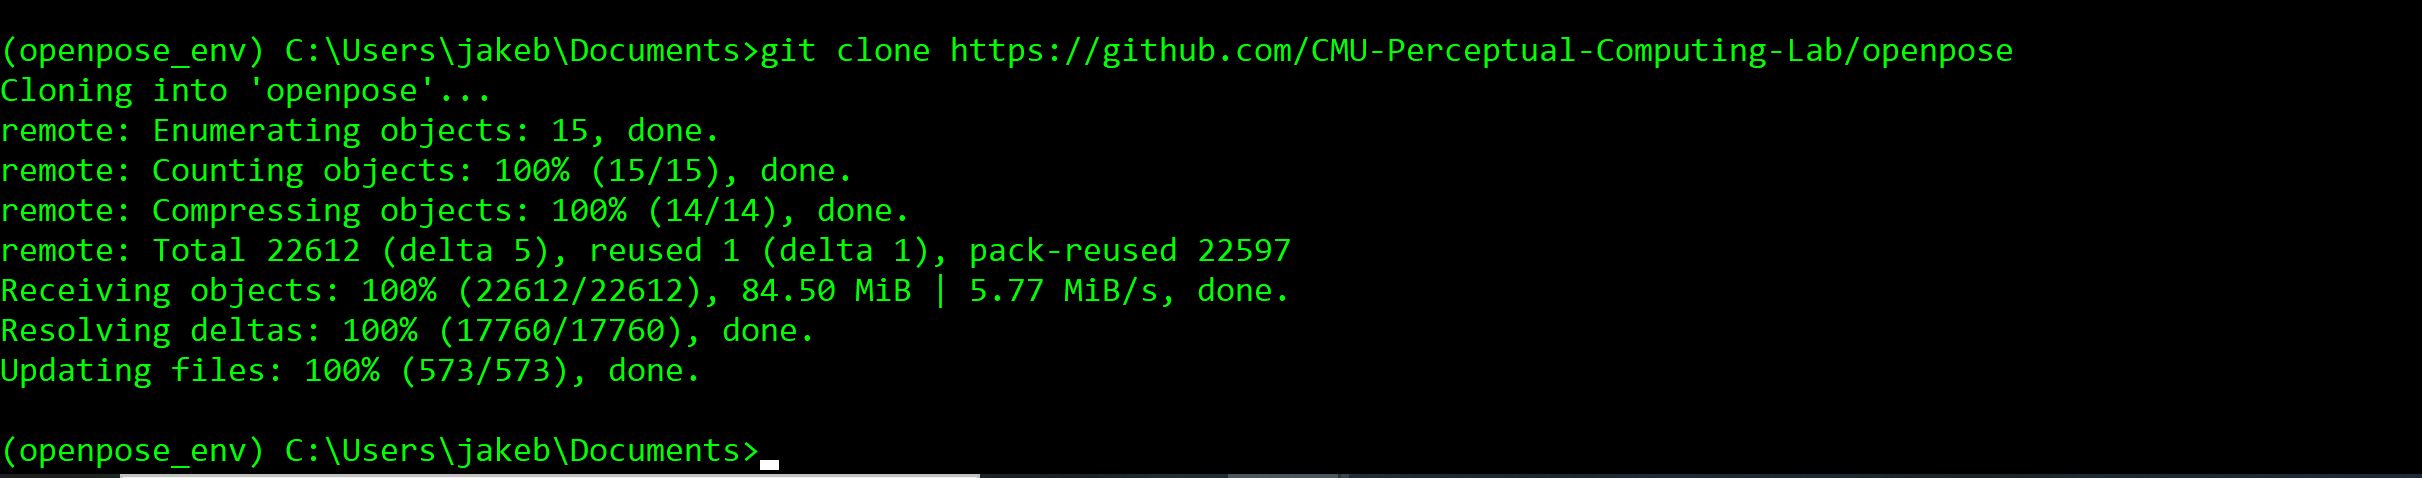 (openpose_env) C:\Users\jakeb\Documents>git clone https://github.com/CMU-Perceptual-Computing-Lab/openpose
Cloning into 'openpose'...
remote: Enumerating objects: 15, done.
remote: Counting objects: 100% (15/15), done.
remote: Compressing objects: 100% (14/14), done.
remote: Total 22612 (delta 5), reused 1 (delta 1), pack-reused 22597
Receiving objects: 100% (22612/22612), 84.50 MiB | 5.77 MiB/s, done.
Resolving deltas: 100% (17760/17760), done.
Updating files: 100% (573/573), done.
(openpose_env) C:\Users\jakeb\Documents>